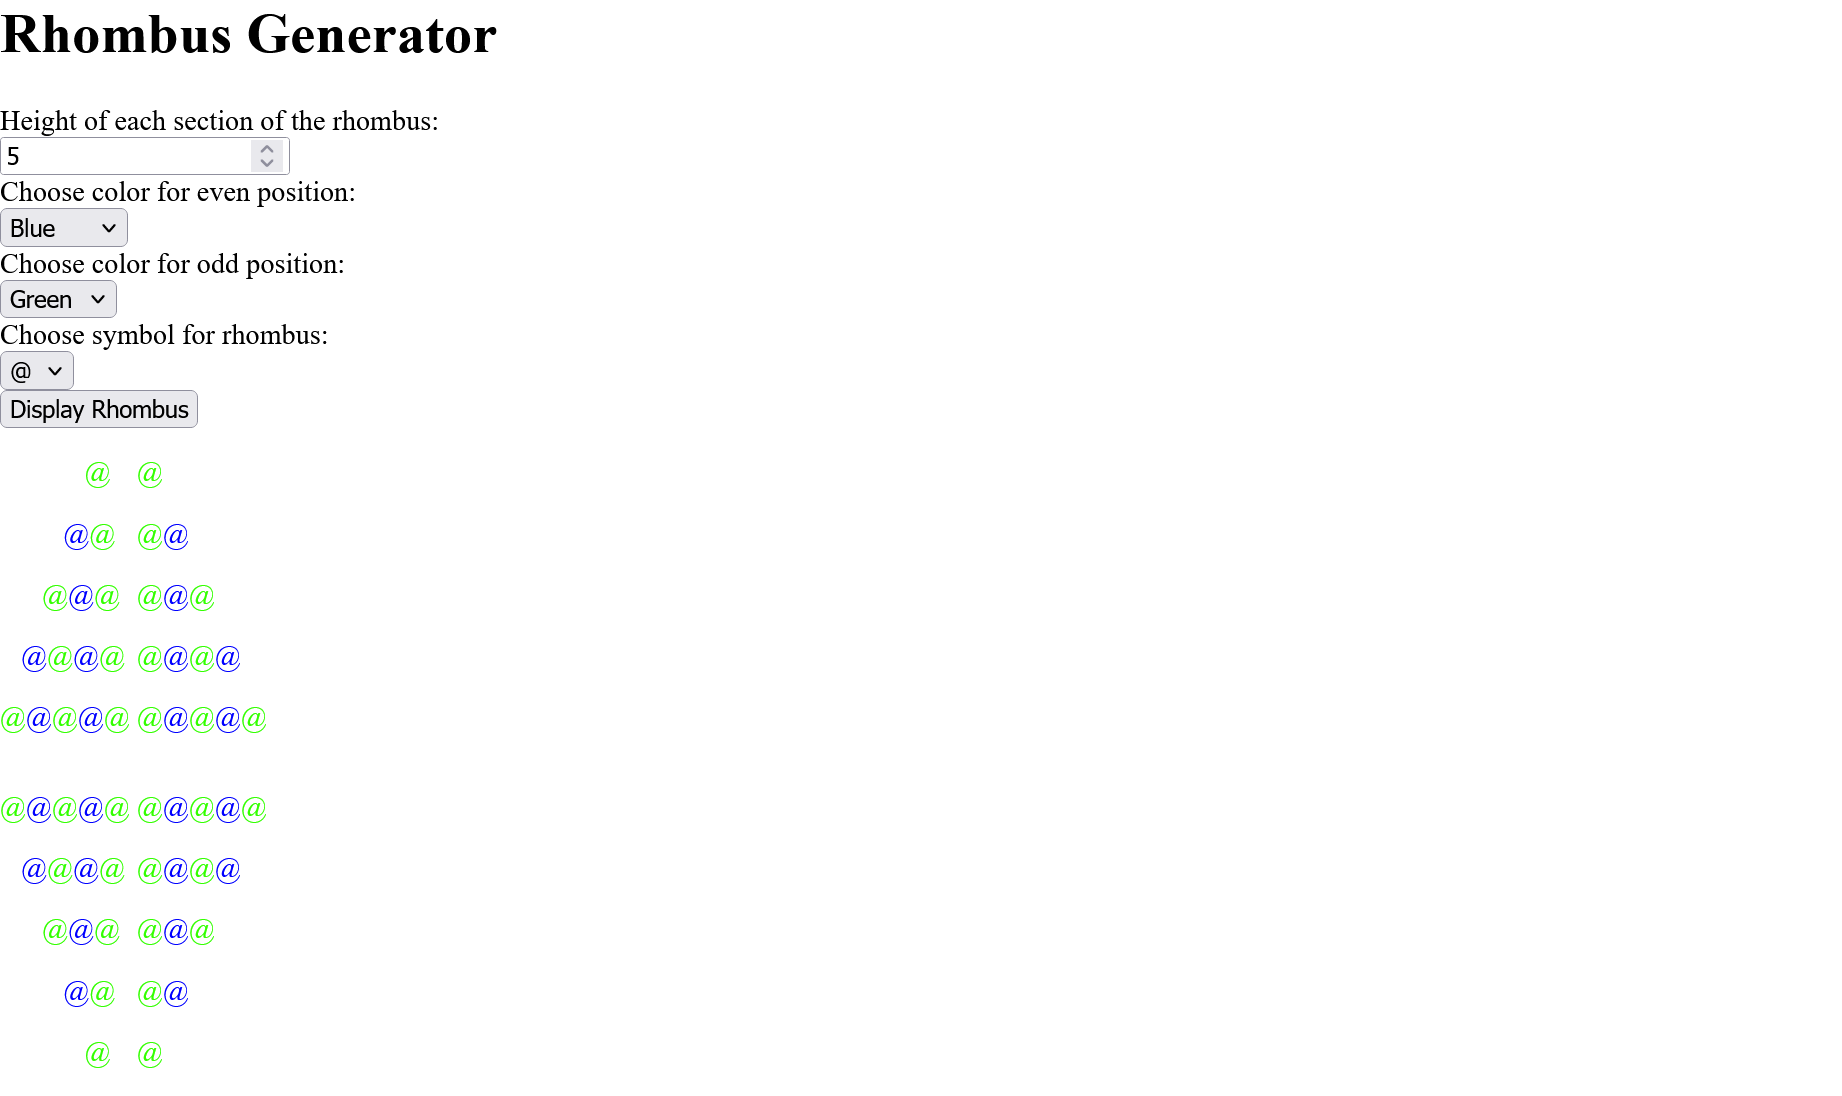 Rhombus Generator
Height of each section of the rhombus:
5
Choose color for even position:
Blue
Choose color for odd position:
Green
Choose symbol for rhombus:
@
Display Rhombus
@ @
@@ @@
@@@ @@@
@@@@ @@@@
@@@@@ @@@@@
@@@@@ @@@@@
@@@@ @@@@
@@@ @@@
@@ @@
@ @